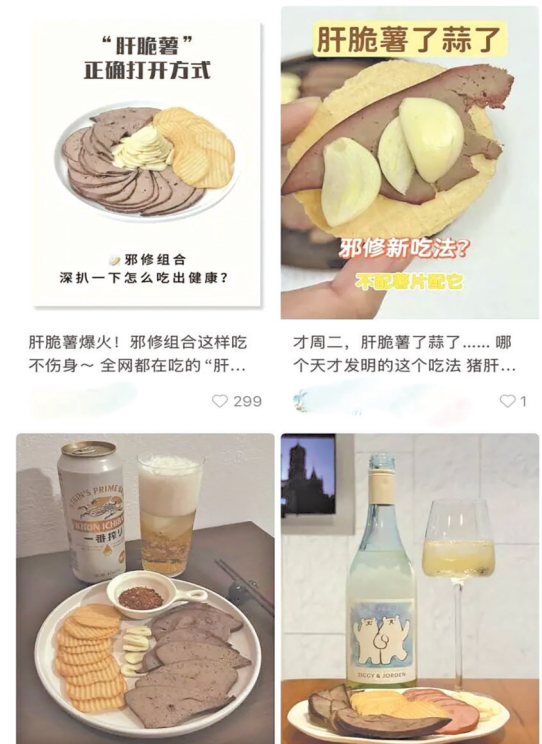 “肝脆薯”
正确打开方式
邪修组合
深扒一下怎么吃出健康？
肝脆薯爆火！邪修组合这样吃
不伤身～ 全网都在吃的“肝...
299
肝脆薯了蒜了
邪修新吃法？
不配薯片配它
才周二，肝脆薯了蒜了...... 哪
个天才发明的这个吃法 猪肝...
1
KIRIN'S PRIME
KIRIN ICHIBAN
一番搾り
ZIGGY & JORDEN